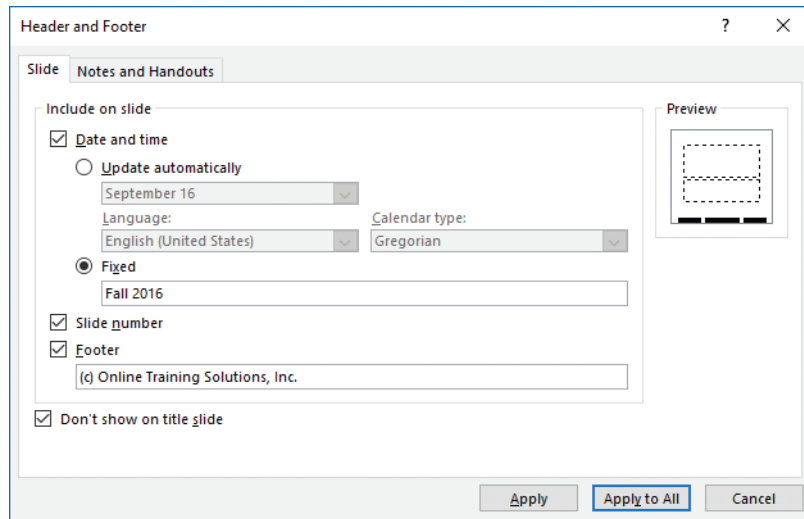 Header and Footer
Slide
Notes and Handouts
Include on slide
Preview
Date and time
Update automatically
September 16
Language:
Calendar type:
English (United States)
Gregorian
Fixed
Fall 2016
Slide number
Footer
(c) Online Training Solutions, Inc.
Don't show on title slide
Apply
Apply to All
Cancel